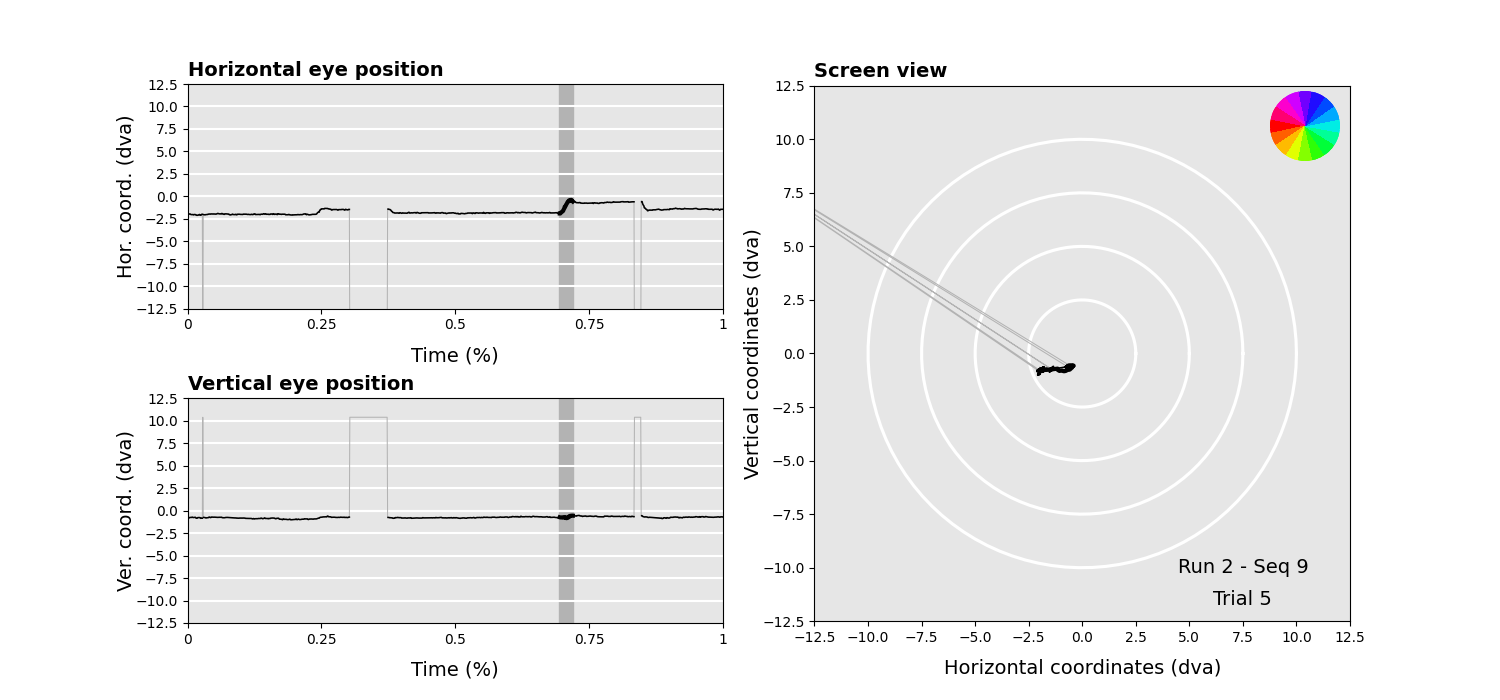 Horizontal eye position
Hor. coord. (dva)
12.5
10.0
7.5
5.0
2.5
0.0
−2.5
−5.0
−7.5
−10.0
−12.5
0 0.25 0.5 0.75 1
Time (%)
Vertical eye position
Ver. coord. (dva)
12.5
10.0
7.5
5.0
2.5
0.0
−2.5
−5.0
−7.5
−10.0
−12.5
0 0.25 0.5 0.75 1
Time (%)
Screen view
Vertical coordinates (dva)
12.5
10.0
7.5
5.0
2.5
0.0
−2.5
−5.0
−7.5
−10.0
−12.5
Run 2 - Seq 9
Trial 5
−12.5 −10.0 −7.5 −5.0 −2.5 0.0 2.5 5.0 7.5 10.0 12.5
Horizontal coordinates (dva)